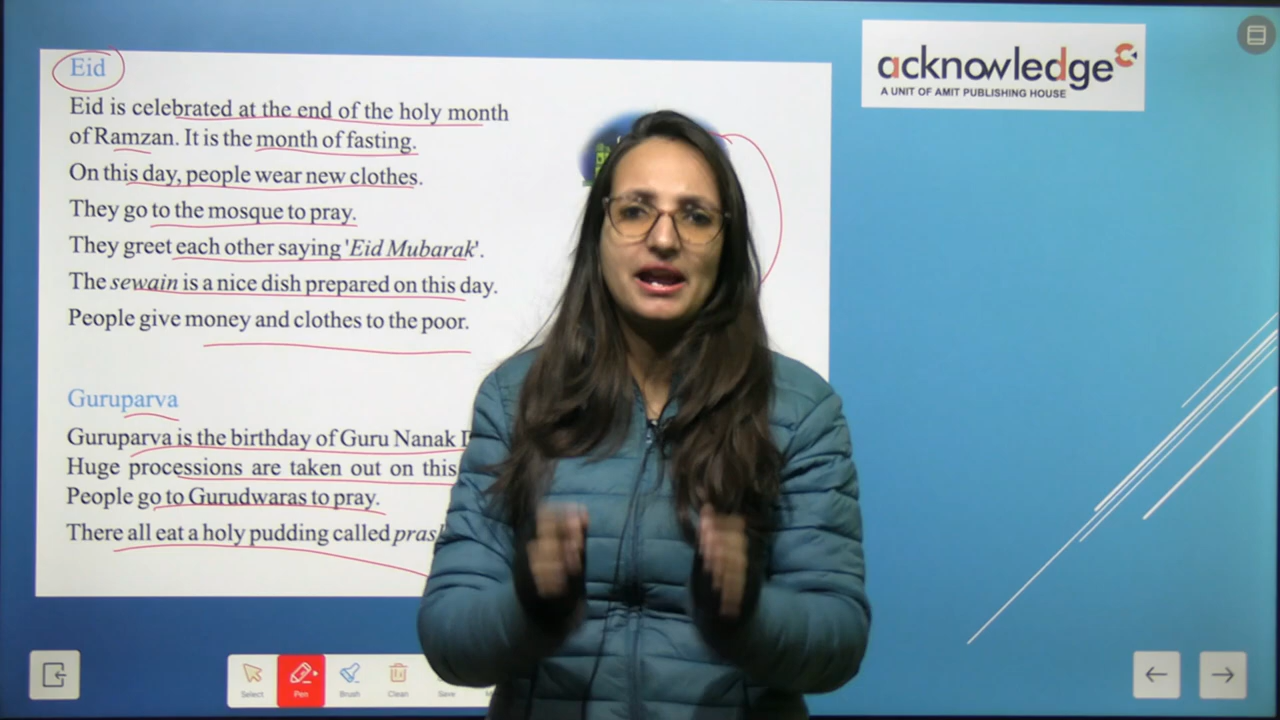 Eid
Eid is celebrated at the end of the holy month
of Ramzan. It is the month of fasting.
On this day, people wear new clothes.
They go to the mosque to pray.
They greet each other saying 'Eid Mubarak'.
The sewain is a nice dish prepared on this day.
People give money and clothes to the poor.
Guruparva
Guruparva is the birthday of Guru Nanak
Huge processions are taken out on this
People go to Gurudwaras to pray.
There all eat a holy pudding called
acknowledge
A UNIT OF AMIT PUBLISHING HOUSE
Select Pen Brush Clean Save